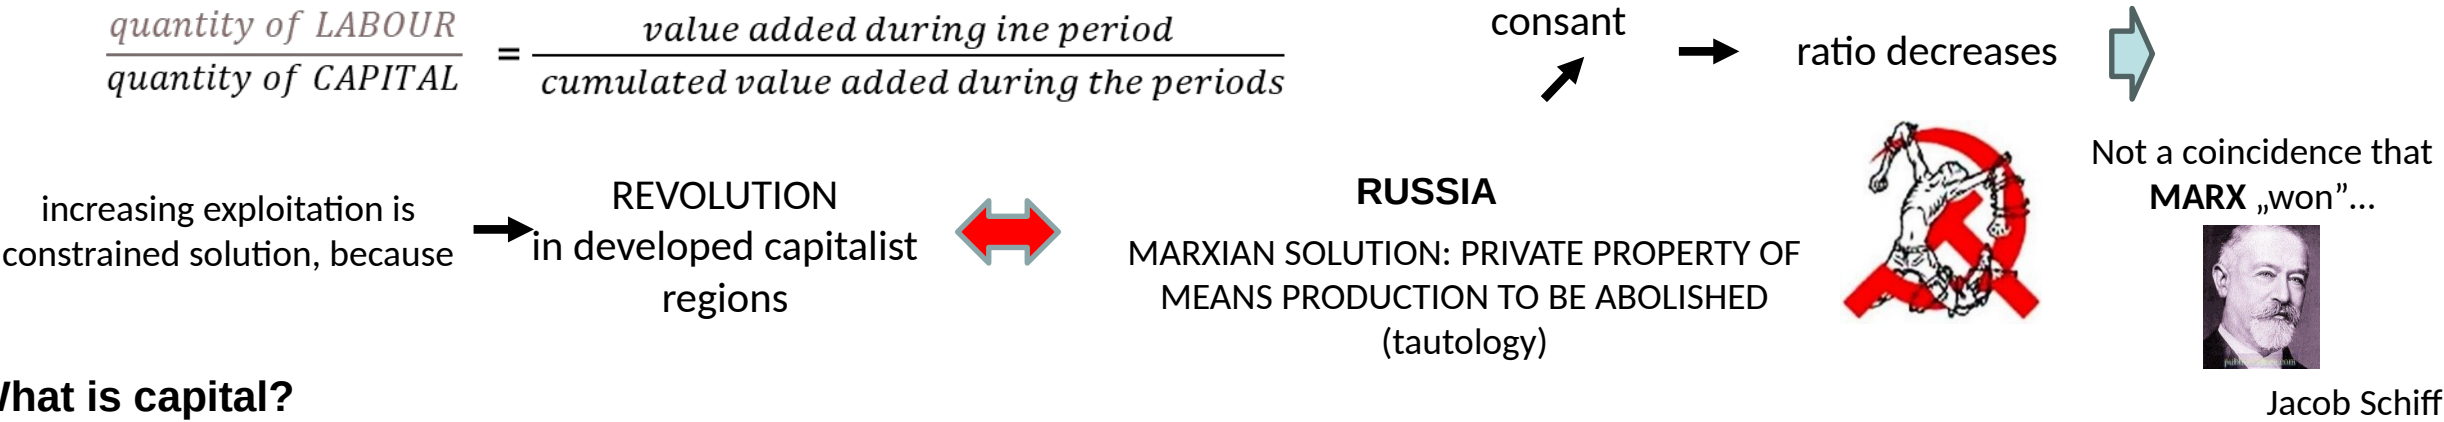 quantity of LABOUR
quantity of CAPITAL
=
value added during ine period
cumulated value added during the periods
consant
ratio decreases
increasing exploitation is
constrained solution, because
REVOLUTION
in developed capitalist
regions
RUSSIA
MARXIAN SOLUTION: PRIVATE PROPERTY OF
MEANS PRODUCTION TO BE ABOLISHED
(tautology)
Not a coincidence that
MARX „won”...
Jacob Schiff
What is capital?